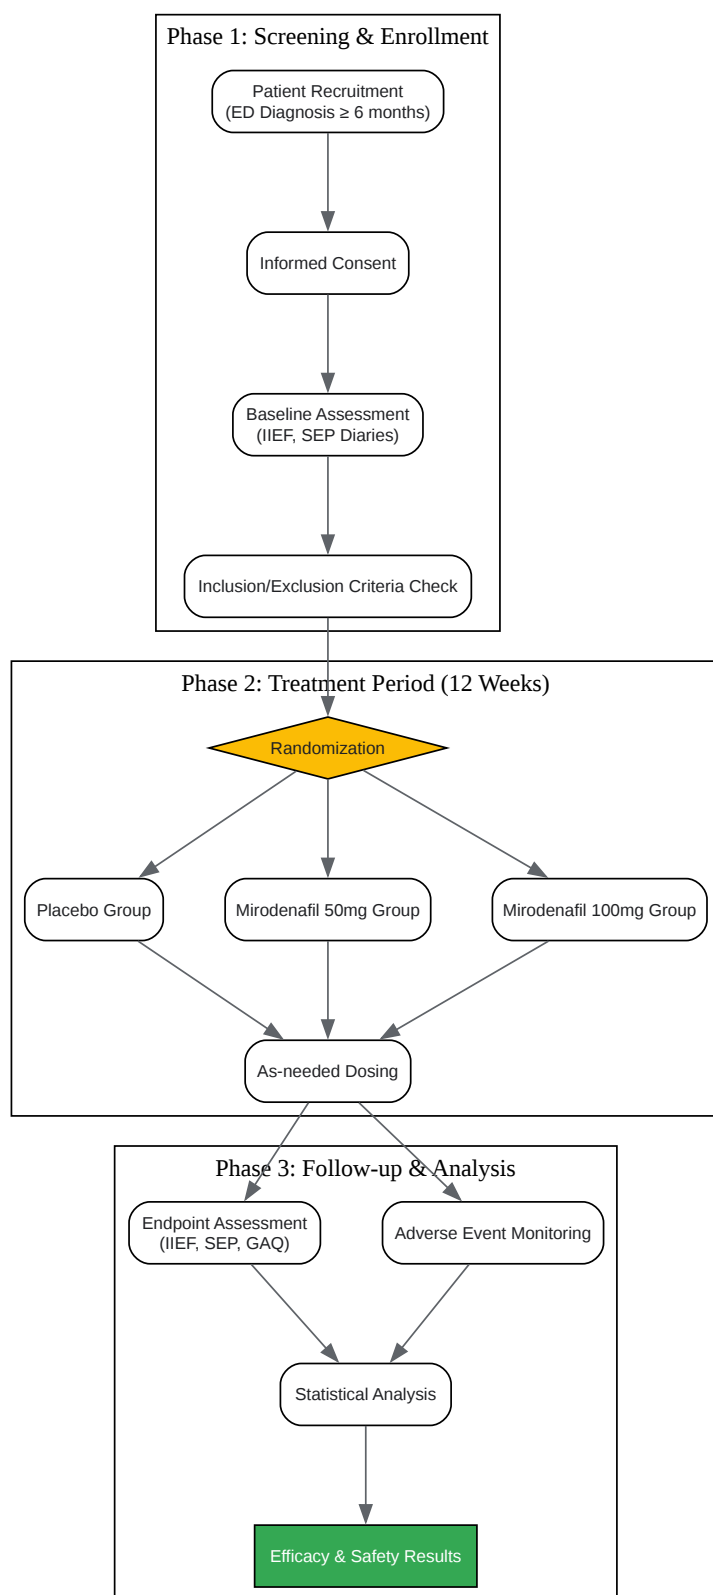 Phase 1: Screening & Enrollment
Patient Recruitment
(ED Diagnosis ≥ 6 months)
Informed Consent
Baseline Assessment
(IIEF, SEP Diaries)
Inclusion/Exclusion Criteria Check
Phase 2: Treatment Period (12 Weeks)
Randomization
Placebo Group
Mirodenafil 50mg Group
Mirodenafil 100mg Group
As-needed Dosing
Phase 3: Follow-up & Analysis
Endpoint Assessment
(IIEF, SEP, GAQ)
Adverse Event Monitoring
Statistical Analysis
Efficacy & Safety Results